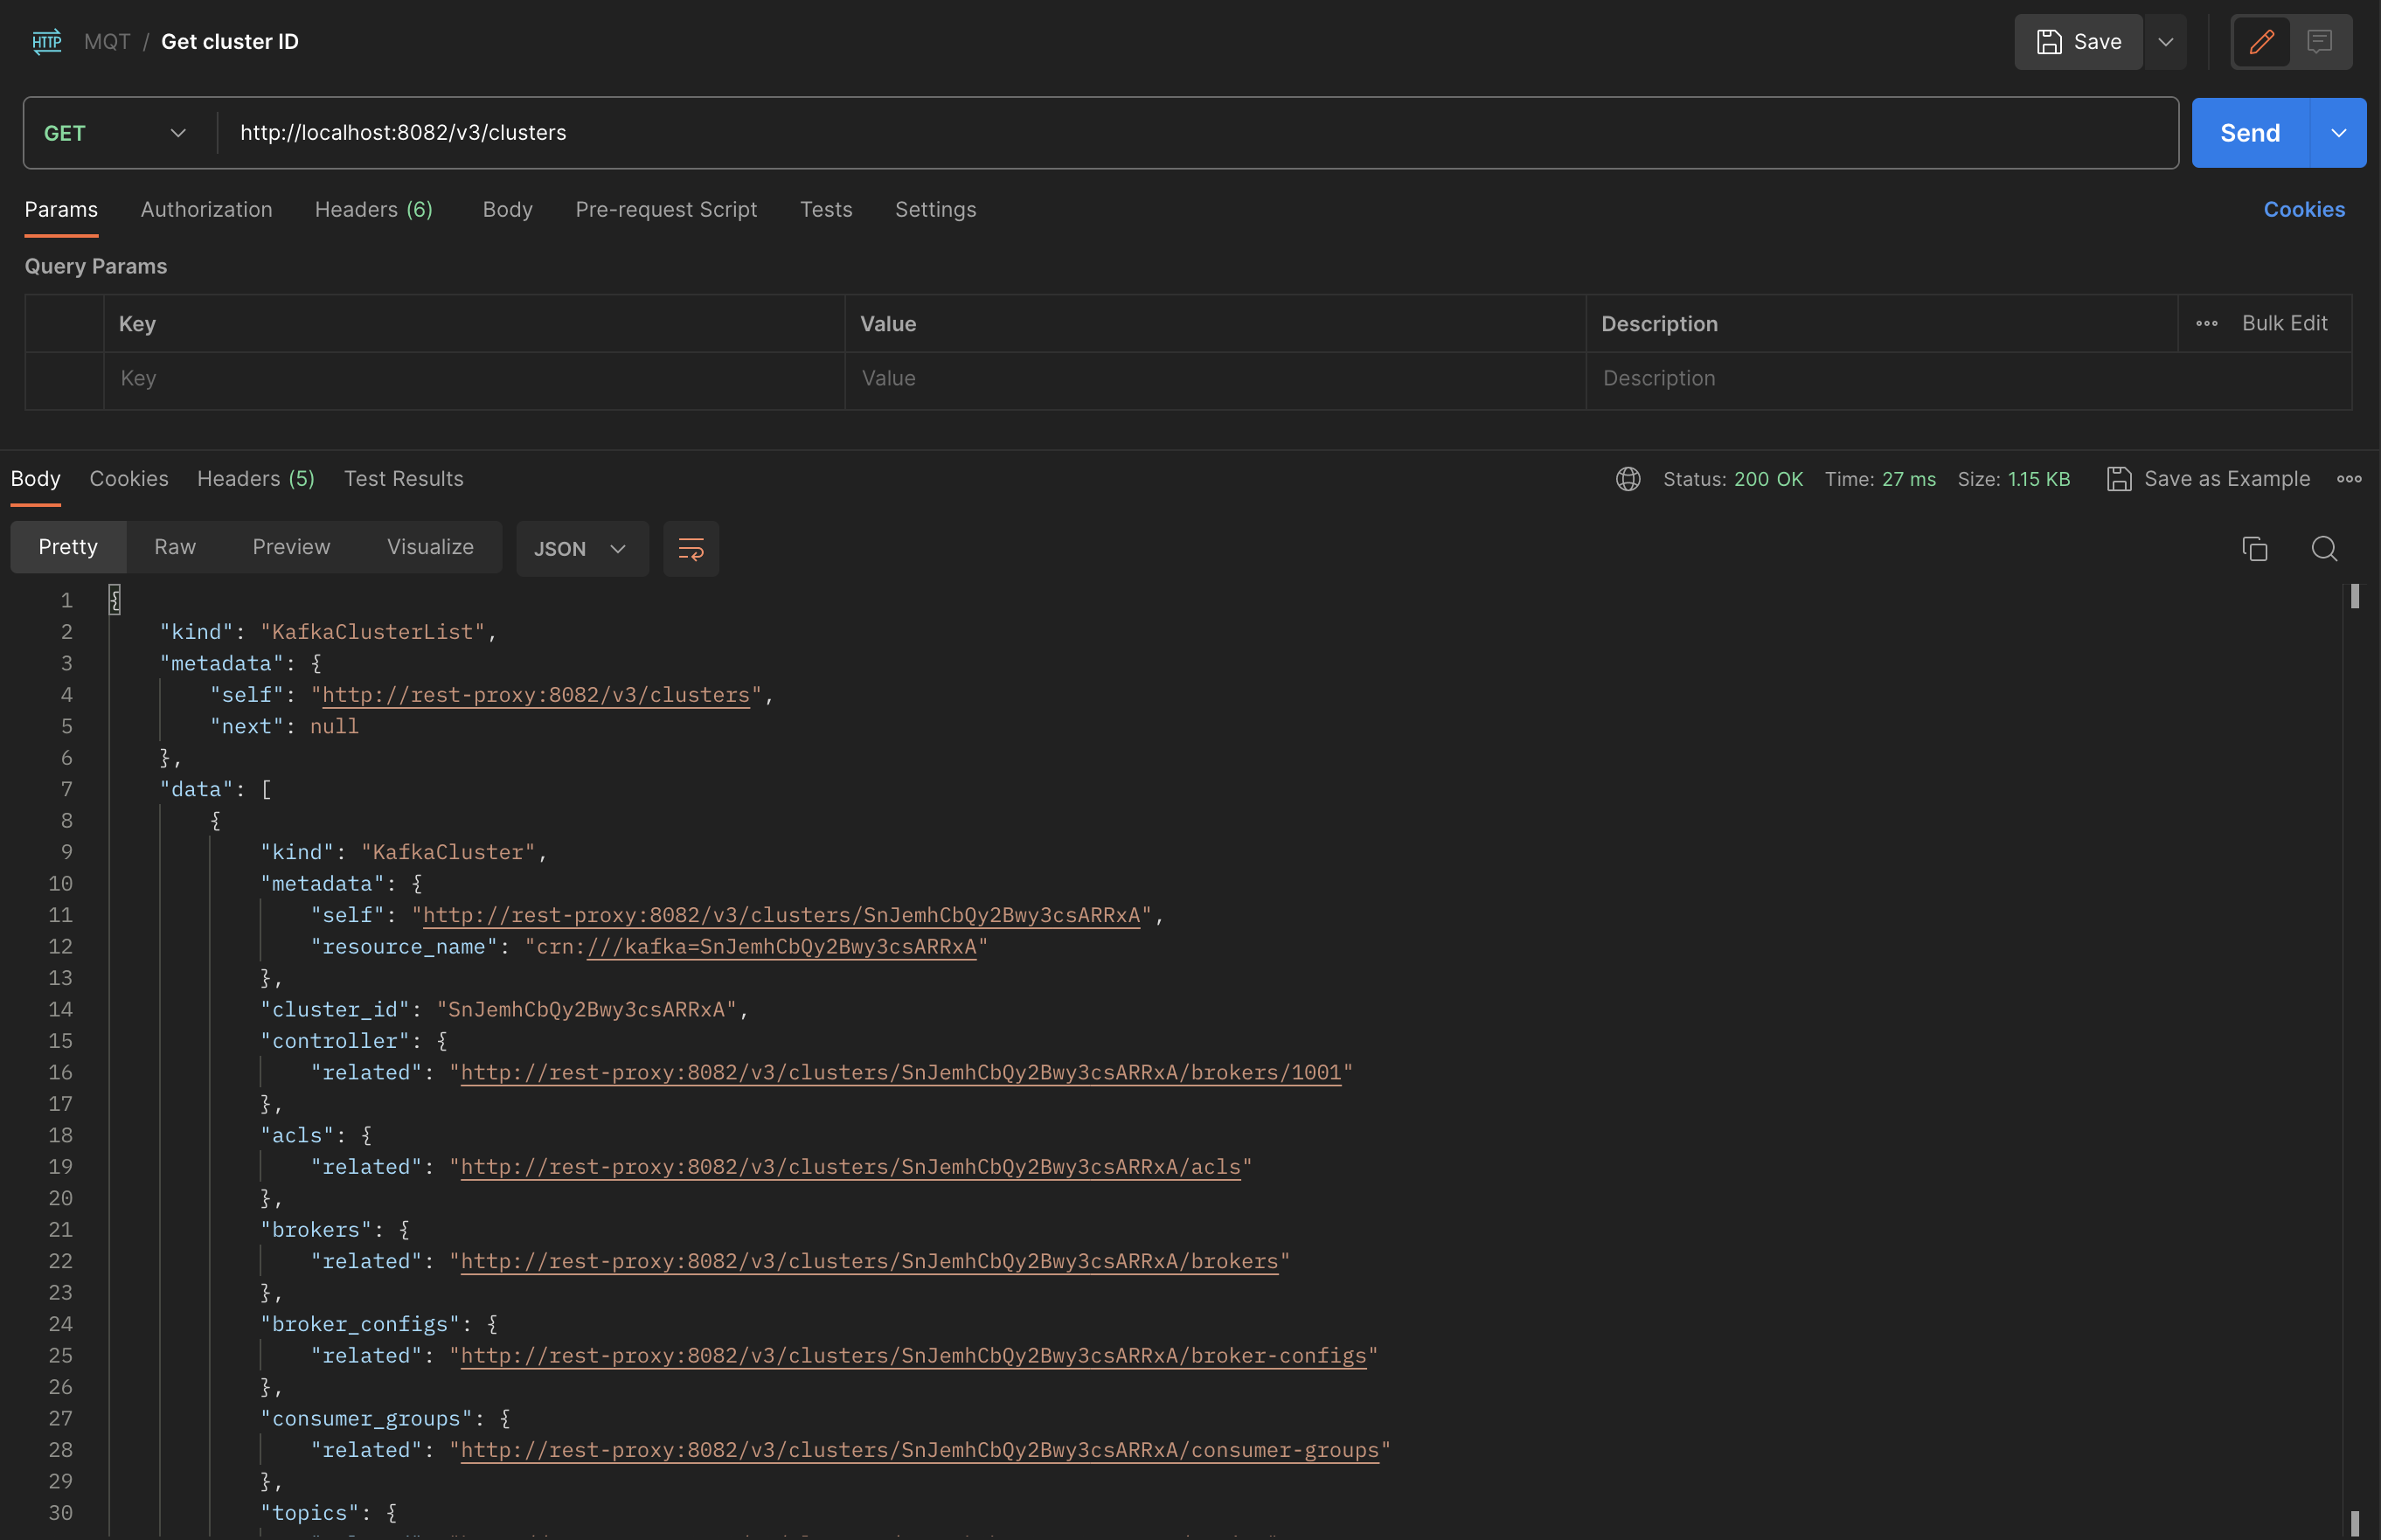 HTTP MQT / Get cluster ID Save
GET http://localhost:8082/v3/clusters Send
Params Authorization Headers (6) Body Pre-request Script Tests Settings Cookies
Query Params
Key Value Description Bulk Edit
Key Value Description
Body Cookies Headers (5) Test Results Status: 200 OK Time: 27 ms Size: 1.15 KB Save as Example
Pretty Raw Preview Visualize JSON
1 {
2 "kind": "KafkaClusterList",
3 "metadata": {
4 "self": "http://rest-proxy:8082/v3/clusters",
5 "next": null
6 },
7 "data": [
8 {
9 "kind": "KafkaCluster",
10 "metadata": {
11 "self": "http://rest-proxy:8082/v3/clusters/SnJemhCbQy2Bwy3csARRxA",
12 "resource_name": "crn:///kafka=SnJemhCbQy2Bwy3csARRxA"
13 },
14 "cluster_id": "SnJemhCbQy2Bwy3csARRxA",
15 "controller": {
16 "related": "http://rest-proxy:8082/v3/clusters/SnJemhCbQy2Bwy3csARRxA/brokers/1001"
17 },
18 "acls": {
19 "related": "http://rest-proxy:8082/v3/clusters/SnJemhCbQy2Bwy3csARRxA/acls"
20 },
21 "brokers": {
22 "related": "http://rest-proxy:8082/v3/clusters/SnJemhCbQy2Bwy3csARRxA/brokers"
23 },
24 "broker_configs": {
25 "related": "http://rest-proxy:8082/v3/clusters/SnJemhCbQy2Bwy3csARRxA/broker-configs"
26 },
27 "consumer_groups": {
28 "related": "http://rest-proxy:8082/v3/clusters/SnJemhCbQy2Bwy3csARRxA/consumer-groups"
29 },
30 "topics": {